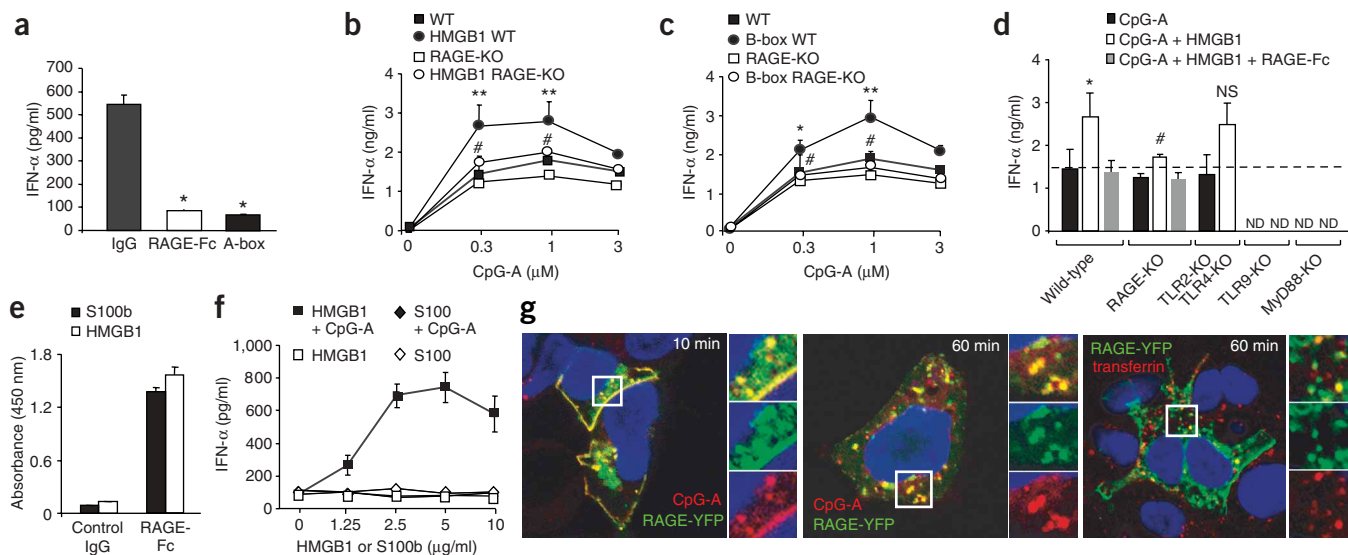 a
IFN-α (pg/ml)
700
600
500
400
300
200
100
0
*
*
IgG
RAGE-Fc
A-box
b
WT
HMGB1 WT
RAGE-KO
HMGB1 RAGE-KO
IFN-α (ng/ml)
4
3
2
1
0
**
**
#
#
0
0.3
1
3
CpG-A (μM)
c
WT
B-box WT
RAGE-KO
B-box RAGE-KO
IFN-α (ng/ml)
4
3
2
1
0
*
**
#
#
0
0.3
1
3
CpG-A (μM)
d
CpG-A
CpG-A + HMGB1
CpG-A + HMGB1 + RAGE-Fc
IFN-α (ng/ml)
4
3
2
1
0
*
#
NS
ND ND
ND ND
Wild-type
RAGE-KO
TLR2-KO
TLR4-KO
TLR9-KO
MyD88-KO
e
S100b
HMGB1
Absorbance (450 nm)
1.8
1.2
0.6
0
Control
IgG
RAGE-
Fc
f
HMGB1
+ CpG-A
S100
+ CpG-A
HMGB1
S100
IFN-α (pg/ml)
1,000
800
600
400
200
0
0
1.25
2.5
5
10
HMGB1 or S100b (μg/ml)
g
10 min
CpG-A
RAGE-YFP
60 min
CpG-A
RAGE-YFP
RAGE-YFP
transferrin
60 min